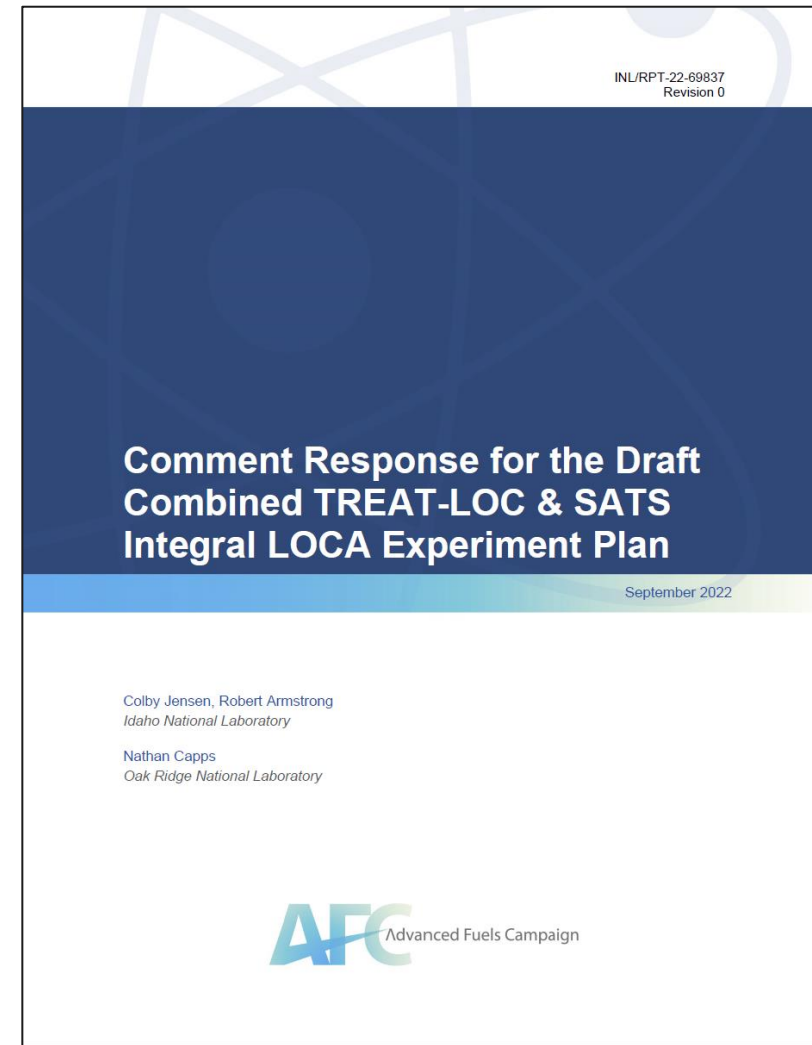 INL/RPT-22-69837
Revision 0
Comment Response for the Draft
Combined TREAT-LOC & SATS
Integral LOCA Experiment Plan
September 2022
Colby Jensen, Robert Armstrong
Idaho National Laboratory
Nathan Capps
Oak Ridge National Laboratory
AFC Advanced Fuels Campaign